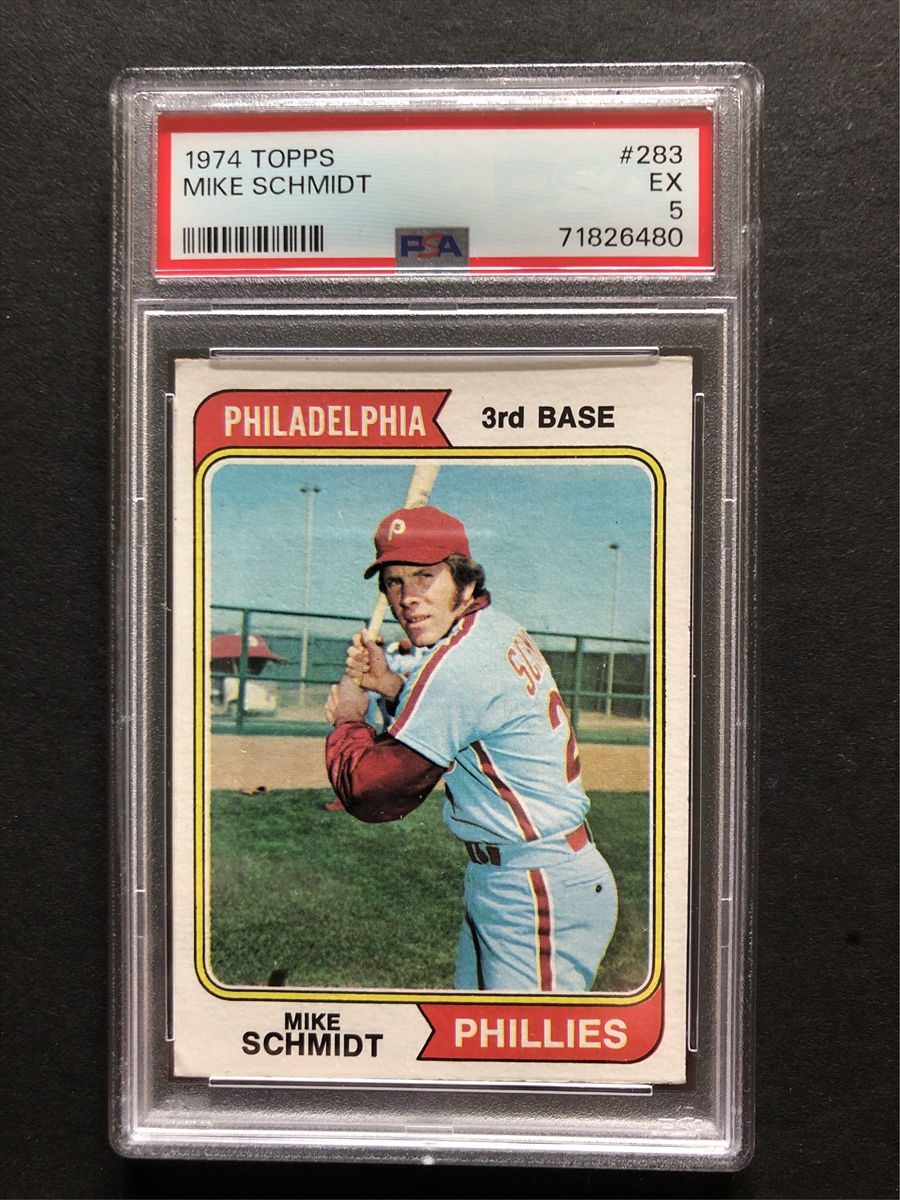 1974 TOPPS #283
MIKE SCHMIDT EX
5
71826480
PSA
PHILADELPHIA 3rd BASE
P
MIKE
SCHMIDT
PHILLIES